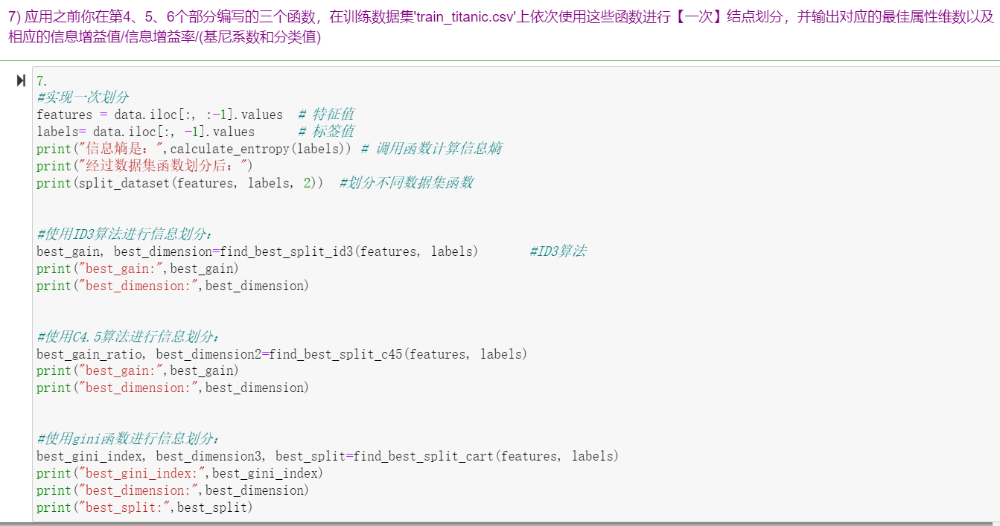 7) 应用之前你在第4、5、6个部分编写的三个函数，在训练数据集'train_titanic.csv'上依次使用这些函数进行【一次】结点划分，并输出对应的最佳属性维数以及
相应的信息增益值/信息增益率/(基尼系数和分类值)
7.
#实现一次划分
features = data.iloc[:, :-1].values  # 特征值
labels= data.iloc[:, -1].values      # 标签值
print("信息熵是：",calculate_entropy(labels)) # 调用函数计算信息熵
print("经过数据集函数划分后：")
print(split_dataset(features, labels, 2))  #划分不同数据集函数
#使用ID3算法进行信息划分：
best_gain, best_dimension=find_best_split_id3(features, labels)       #ID3算法
print("best_gain:",best_gain)
print("best_dimension:",best_dimension)
#使用C4.5算法进行信息划分：
best_gain_ratio, best_dimension2=find_best_split_c45(features, labels)
print("best_gain:",best_gain)
print("best_dimension:",best_dimension)
#使用gini函数进行信息划分：
best_gini_index, best_dimension3, best_split=find_best_split_cart(features, labels)
print("best_gini_index:",best_gini_index)
print("best_dimension:",best_dimension)
print("best_split:",best_split)